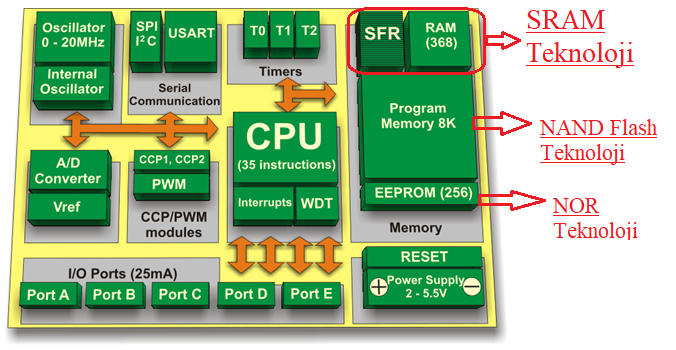 Oscillator
0 - 20MHz
Internal
Oscillator
SPI
I²C
USART
Serial
Communication
T0
T1
T2
Timers
SFR
RAM
(368)
SRAM
Teknoloji
Program
Memory 8K
NAND Flash
Teknoloji
EEPROM (256)
NOR
Teknoloji
Memory
CPU
(35 instructions)
Interrupts
WDT
A/D
Converter
Vref
CCP1, CCP2
PWM
CCP/PWM
modules
I/O Ports (25mA)
Port A
Port B
Port C
Port D
Port E
RESET
Power Supply
2 - 5.5V
+
−